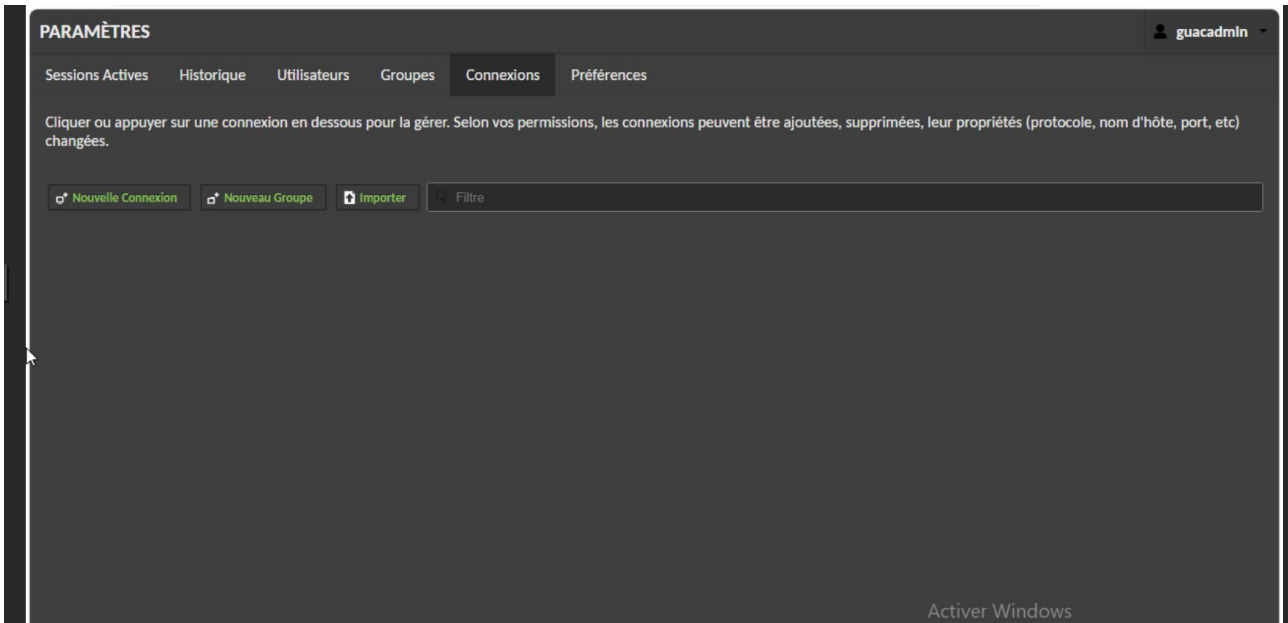 PARAMÈTRES
guacadmin
Sessions Actives Historique Utilisateurs Groupes Connexions Préférences
Cliquer ou appuyer sur une connexion en dessous pour la gérer. Selon vos permissions, les connexions peuvent être ajoutées, supprimées, leur propriétés (protocole, nom d'hôte, port, etc)
changées.
Nouvelle Connexion Nouveau Groupe Importer Filtre
Activer Windows